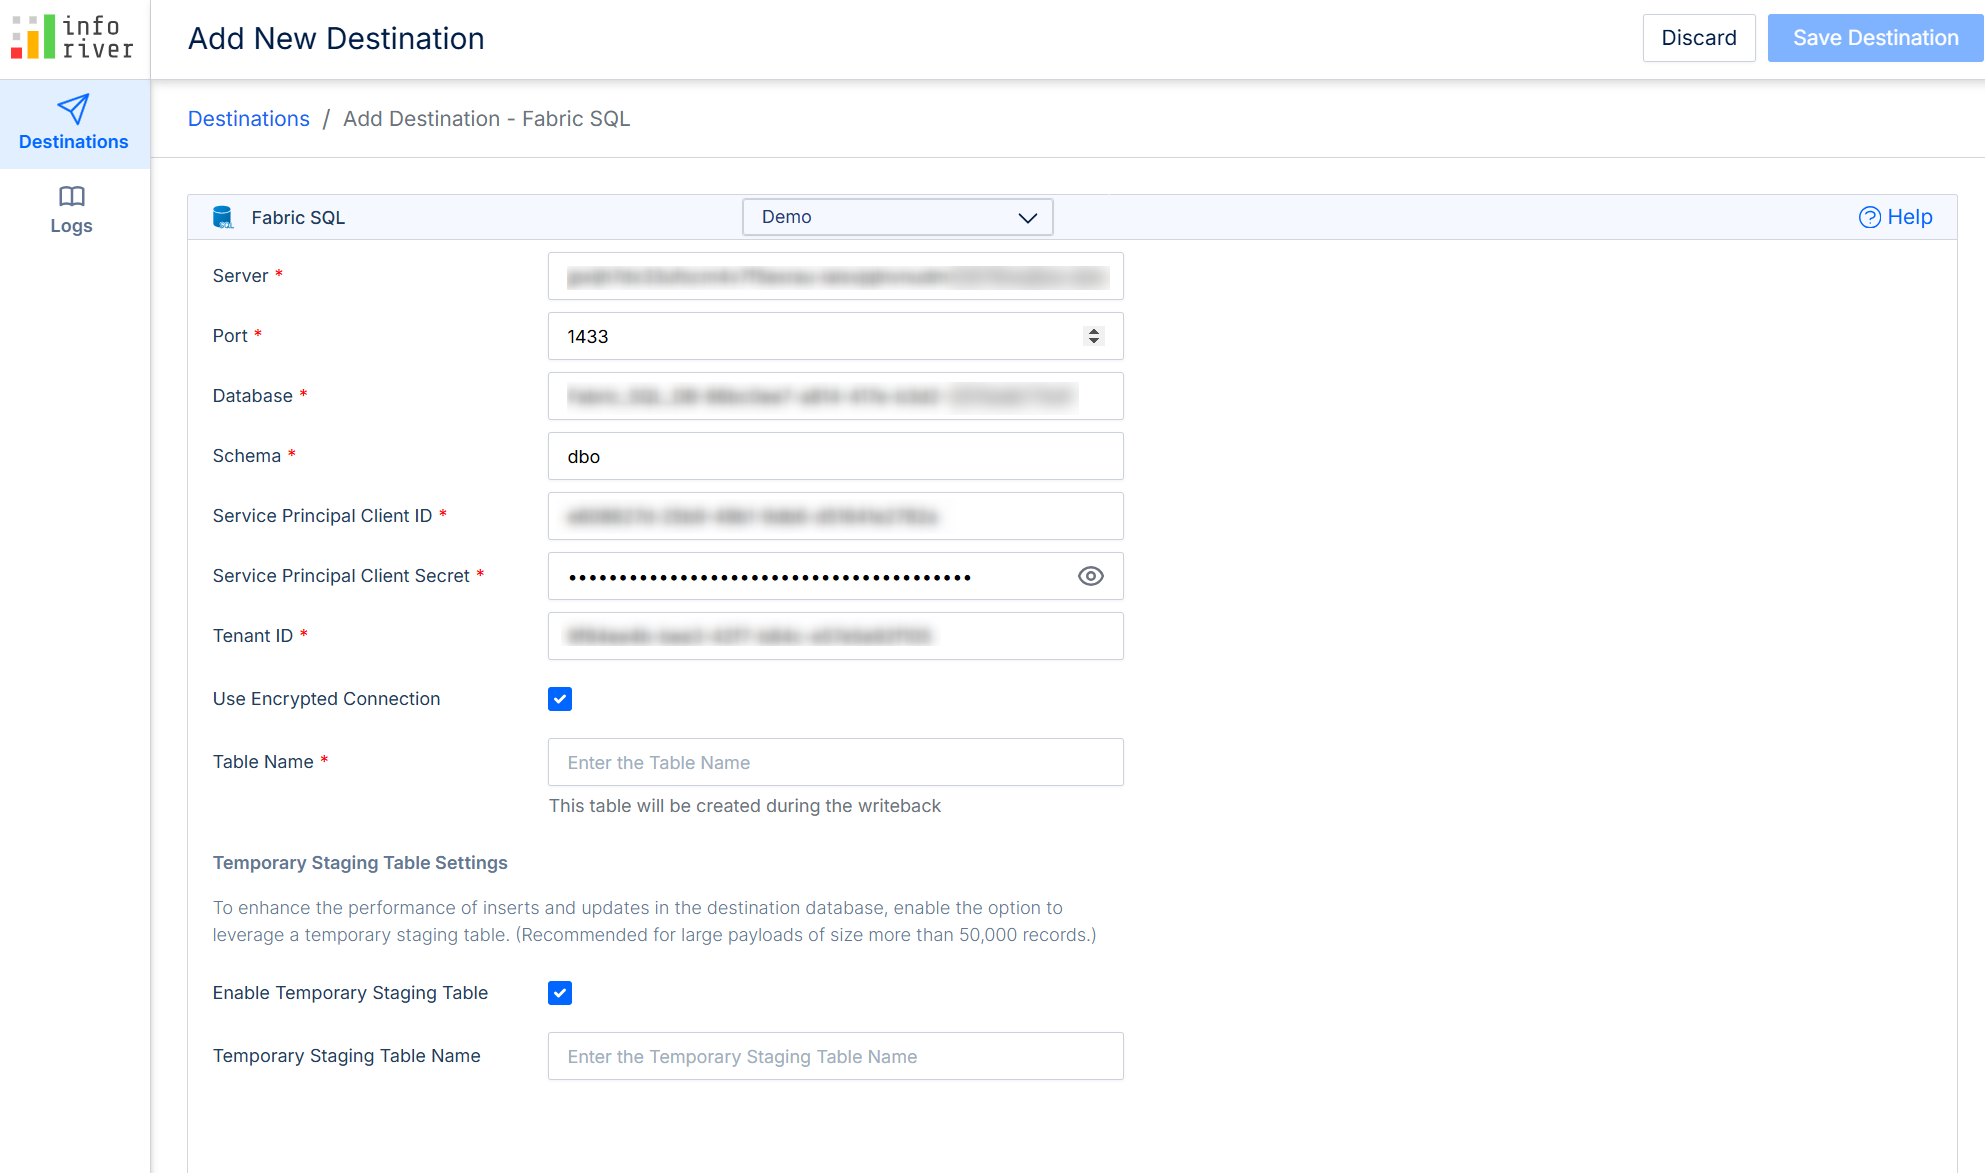 info
river
Add New Destination
Discard
Save Destination
Destinations
Logs
Destinations / Add Destination - Fabric SQL
Fabric SQL
Demo
Help
Server *
Port *
1433
Database *
Schema *
dbo
Service Principal Client ID *
Service Principal Client Secret *
••••••••••••••••••••••••••••••••••••••••
Tenant ID *
Use Encrypted Connection
Table Name *
Enter the Table Name
This table will be created during the writeback
Temporary Staging Table Settings
To enhance the performance of inserts and updates in the destination database, enable the option to
leverage a temporary staging table. (Recommended for large payloads of size more than 50,000 records.)
Enable Temporary Staging Table
Temporary Staging Table Name
Enter the Temporary Staging Table Name